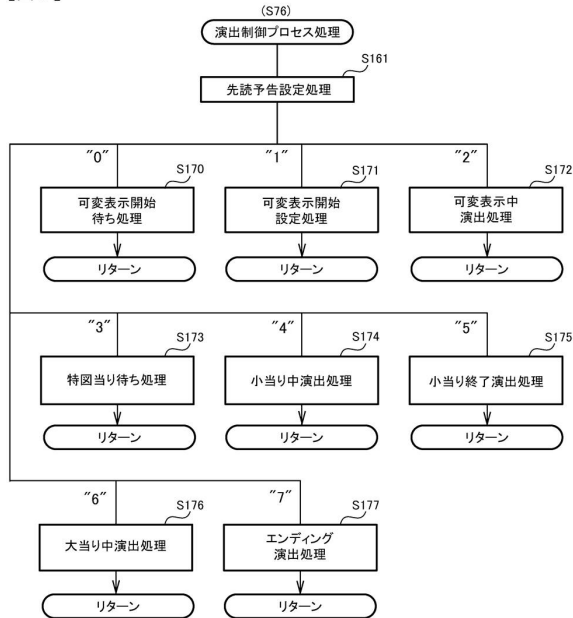 (S76)
演出制御プロセス処理
S161
先読予告設定処理
"0"
"1"
"2"
S170
S171
S172
可変表示開始
待ち処理
可変表示開始
設定処理
可変表示中
演出処理
リターン
リターン
リターン
"3"
"4"
"5"
S173
S174
S175
特図当り待ち処理
小当り中演出処理
小当り終了演出処理
リターン
リターン
リターン
"6"
"7"
S176
S177
大当り中演出処理
エンディング
演出処理
リターン
リターン